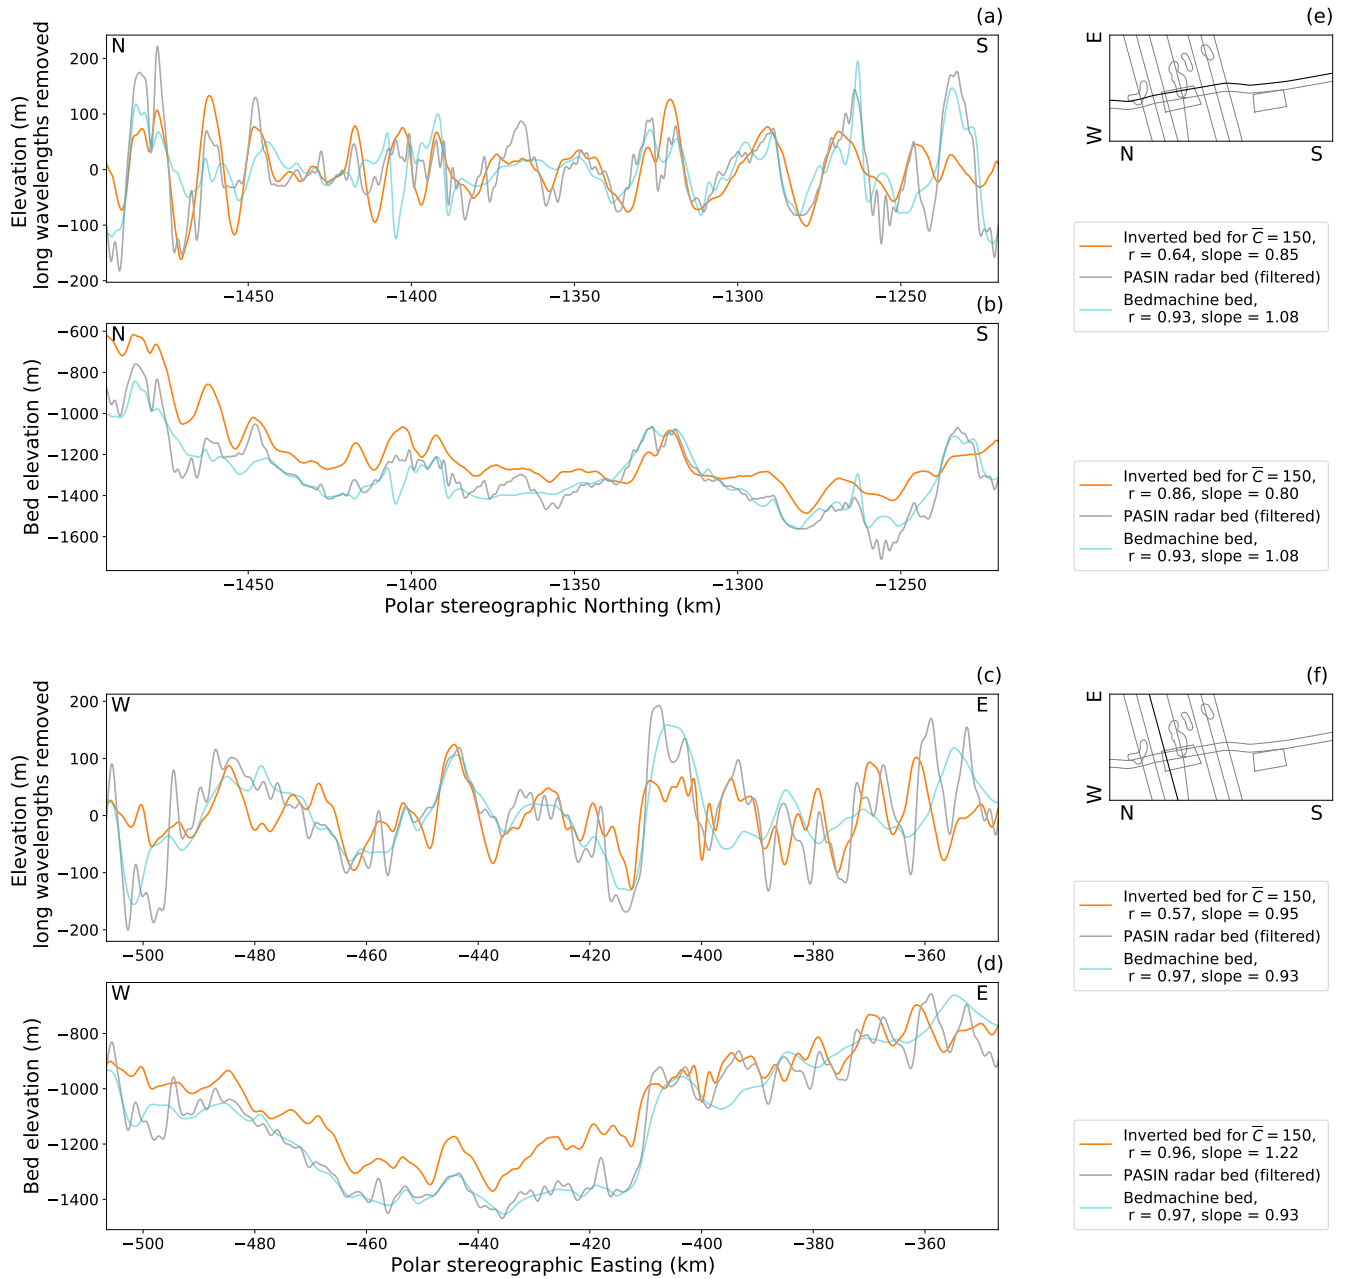 (a)
Elevation (m)
long wavelengths removed
N
S
200
100
0
−100
−200
−1450
−1400
−1350
−1300
−1250
(b)
Bed elevation (m)
N
S
−600
−800
−1000
−1200
−1400
−1600
−1450
−1400
−1350
−1300
−1250
Polar stereographic Northing (km)
(e)
E
W
N
S
Inverted bed for C̅ = 150,
r = 0.64, slope = 0.85
PASIN radar bed (filtered)
Bedmachine bed,
r = 0.93, slope = 1.08
Inverted bed for C̅ = 150,
r = 0.86, slope = 0.80
PASIN radar bed (filtered)
Bedmachine bed,
r = 0.93, slope = 1.08
(c)
Elevation (m)
long wavelengths removed
W
E
200
100
0
−100
−200
−500
−480
−460
−440
−420
−400
−380
−360
(d)
Bed elevation (m)
W
E
−800
−1000
−1200
−1400
−500
−480
−460
−440
−420
−400
−380
−360
Polar stereographic Easting (km)
(f)
E
W
N
S
Inverted bed for C̅ = 150,
r = 0.57, slope = 0.95
PASIN radar bed (filtered)
Bedmachine bed,
r = 0.97, slope = 0.93
Inverted bed for C̅ = 150,
r = 0.96, slope = 1.22
PASIN radar bed (filtered)
Bedmachine bed,
r = 0.97, slope = 0.93